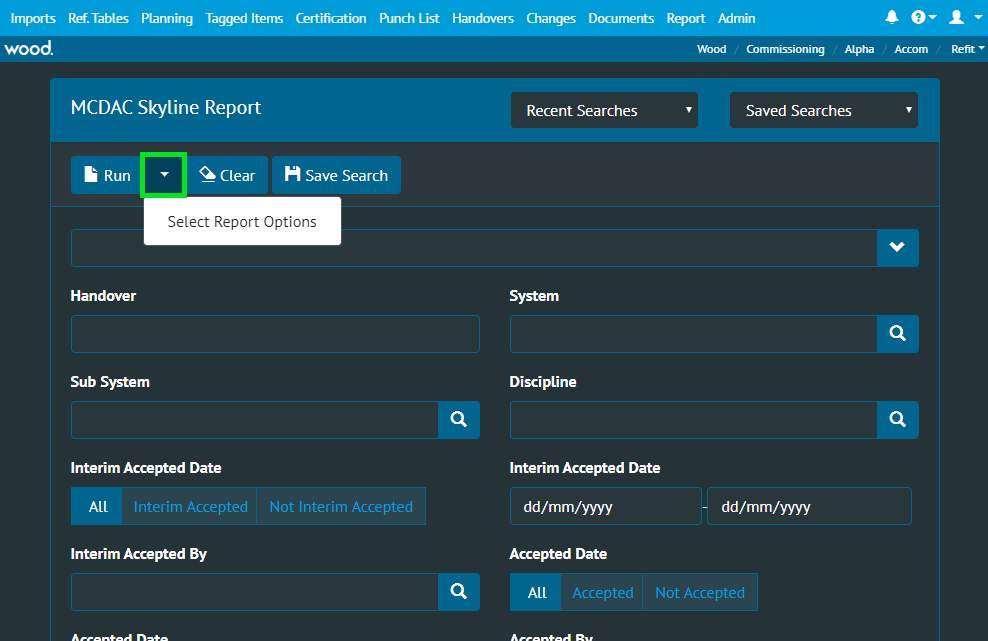 Imports Ref. Tables Planning Tagged Items Certification Punch List Handovers Changes Documents Report Admin
wood. Wood / Commissioning / Alpha / Accom / Refit
MCDAC Skyline Report Recent Searches Saved Searches
Run Clear Save Search
Select Report Options
Handover System
Sub System Discipline
Interim Accepted Date Interim Accepted Date
All Interim Accepted Not Interim Accepted dd/mm/yyyy - dd/mm/yyyy
Interim Accepted By Accepted Date
All Accepted Not Accepted
Accepted Date Accepted By